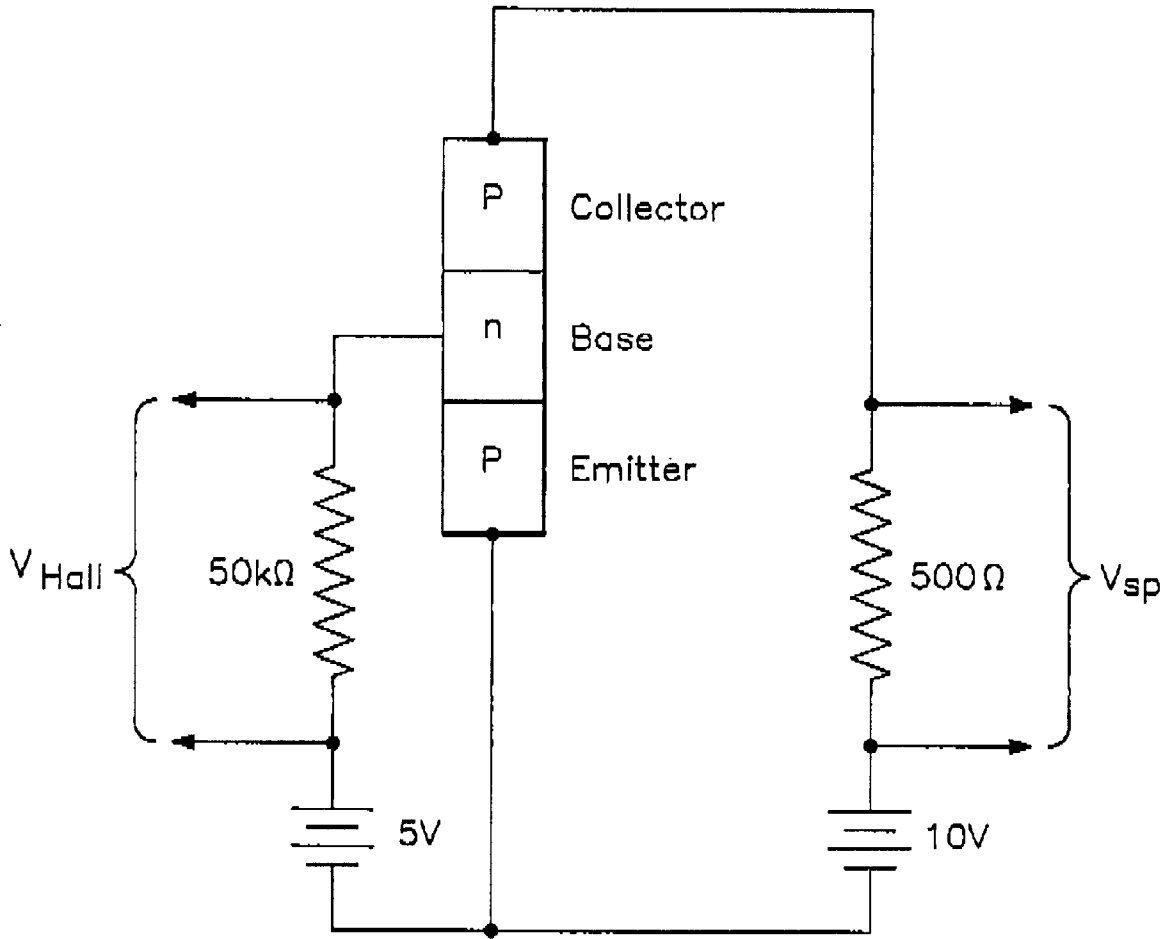 P
Collector
n
Base
P
Emitter
V Hall
50kΩ
500Ω
Vsp
5V
10V